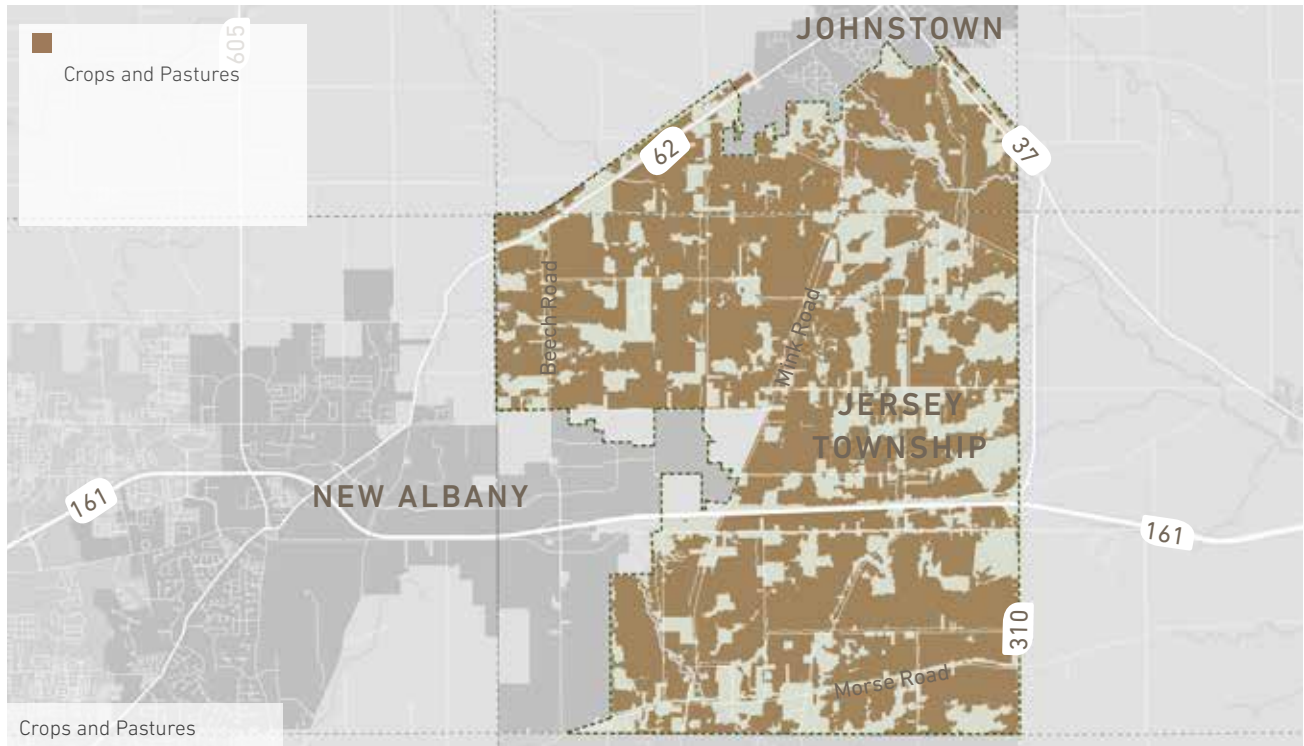 JOHNSTOWN
605
Crops and Pastures
62
37
Beech Road
Mink Road
JERSEY
TOWNSHIP
NEW ALBANY
161
161
310
Morse Road
Crops and Pastures